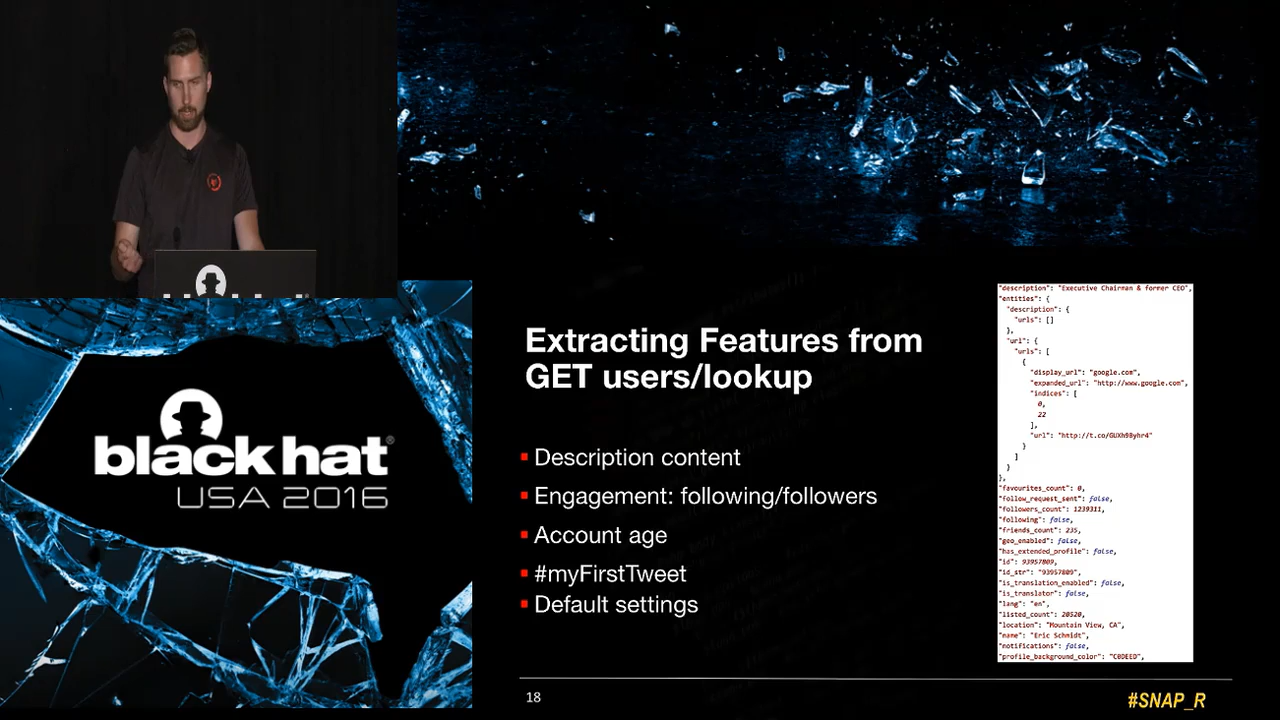 black hat®
USA 2016
Extracting Features from
GET users/lookup
Description content
Engagement: following/followers
Account age
#myFirstTweet
Default settings
"description": "Executive Chairman & former CEO",
"entities": {
"description": {
"urls": []
},
"url": {
"urls": [
{
"display_url": "google.com",
"expanded_url": "http://www.google.com",
"indices": [
0,
22
],
"url": "http://t.co/GUXh9Byhr4"
}
]
}
},
"favourites_count": 0,
"follow_request_sent": false,
"followers_count": 1239311,
"following": false,
"friends_count": 235,
"geo_enabled": false,
"has_extended_profile": false,
"id": 93957809,
"id_str": "93957809",
"is_translation_enabled": false,
"is_translator": false,
"lang": "en",
"listed_count": 20520,
"location": "Mountain View, CA",
"name": "Eric Schmidt",
"notifications": false,
"profile_background_color": "C0DEED",
18
#SNAP_R